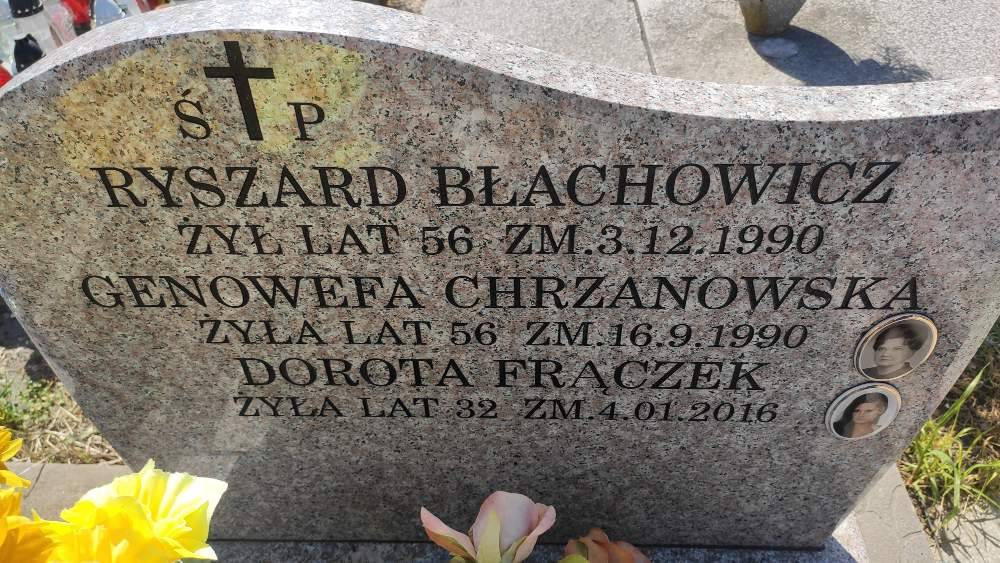 Ś P
RYSZARD BŁACHOWICZ
ŻYŁ LAT 56 ZM.3.12.1990
GENOWEFA CHRZANOWSKA
ŻYŁA LAT 56 ZM.16.9.1990
DOROTA FRĄCZEK
ŻYŁA LAT 32 ZM.4.01.2016